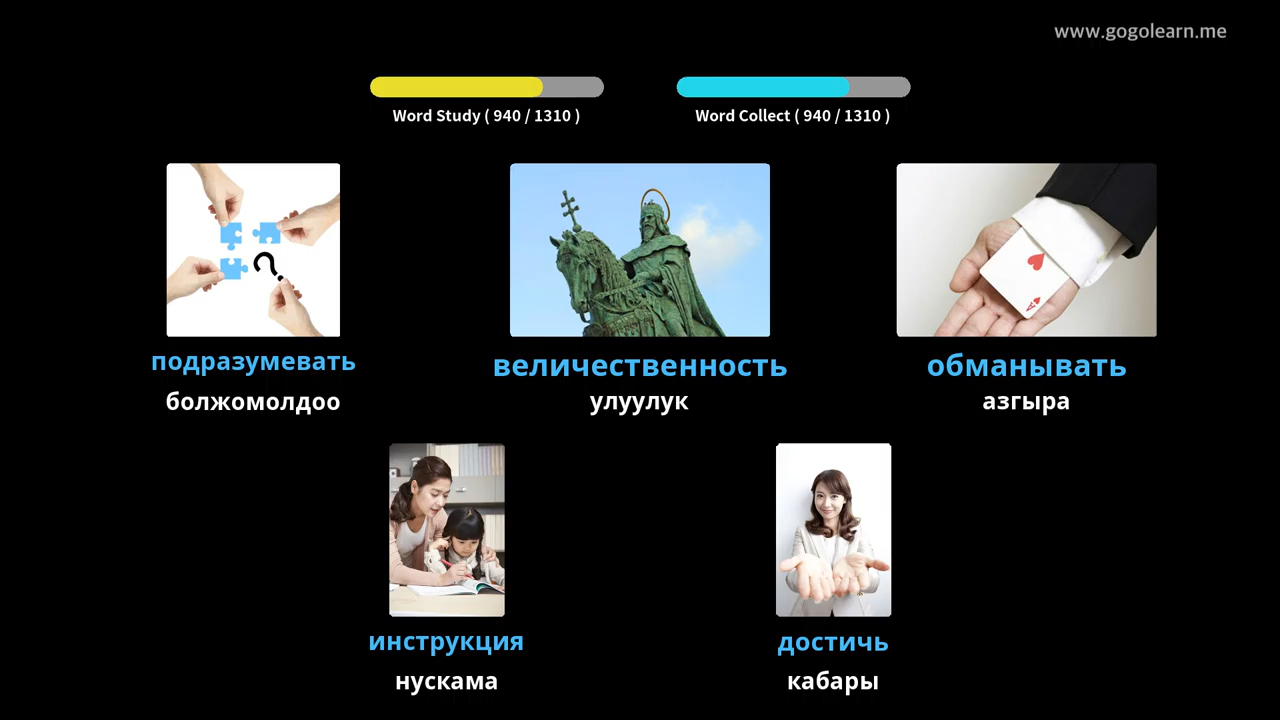 www.gogolearn.me
Word Study ( 940 / 1310 )
Word Collect ( 940 / 1310 )
подразумевать
болжомолдоо
величественность
улуулук
обманывать
азгыра
инструкция
нускама
достичь
кабары